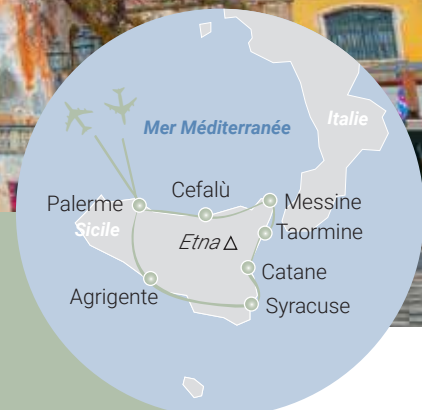 Mer Méditerranée
Italie
Palerme
Cefalù
Messine
Sicile
Etna
Taormine
Catane
Agrigente
Syracuse